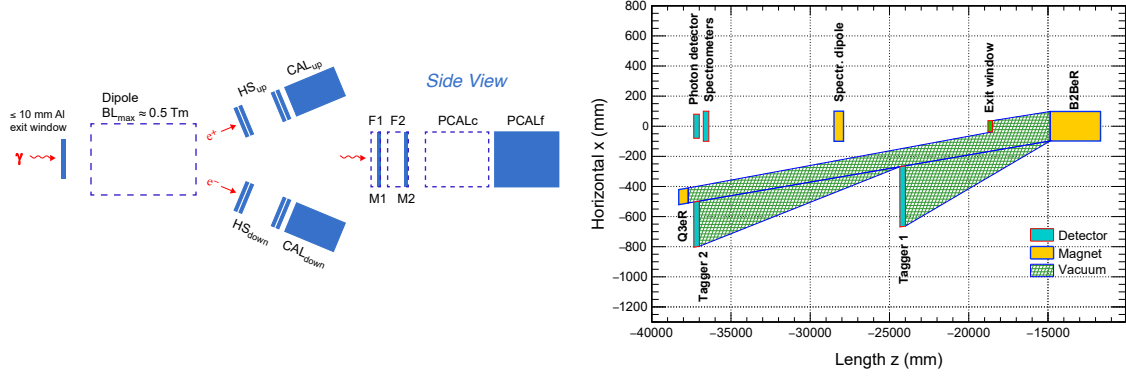 Side View
≤ 10 mm Al
exit window
γ
Dipole
BLmax ≈ 0.5 Tm
e⁺
e⁻
HSup
CALup
HSdown
CALdown
F1
F2
M1
M2
PCALc
PCALf
800
600
400
200
0
−200
−400
−600
−800
−1000
−1200
Horizontal x (mm)
−40000
−35000
−30000
−25000
−20000
−15000
Length z (mm)
Photon detector
Spectrometers
Spectr. dipole
Exit window
B2BeR
Q3eR
Tagger 2
Tagger 1
Detector
Magnet
Vacuum